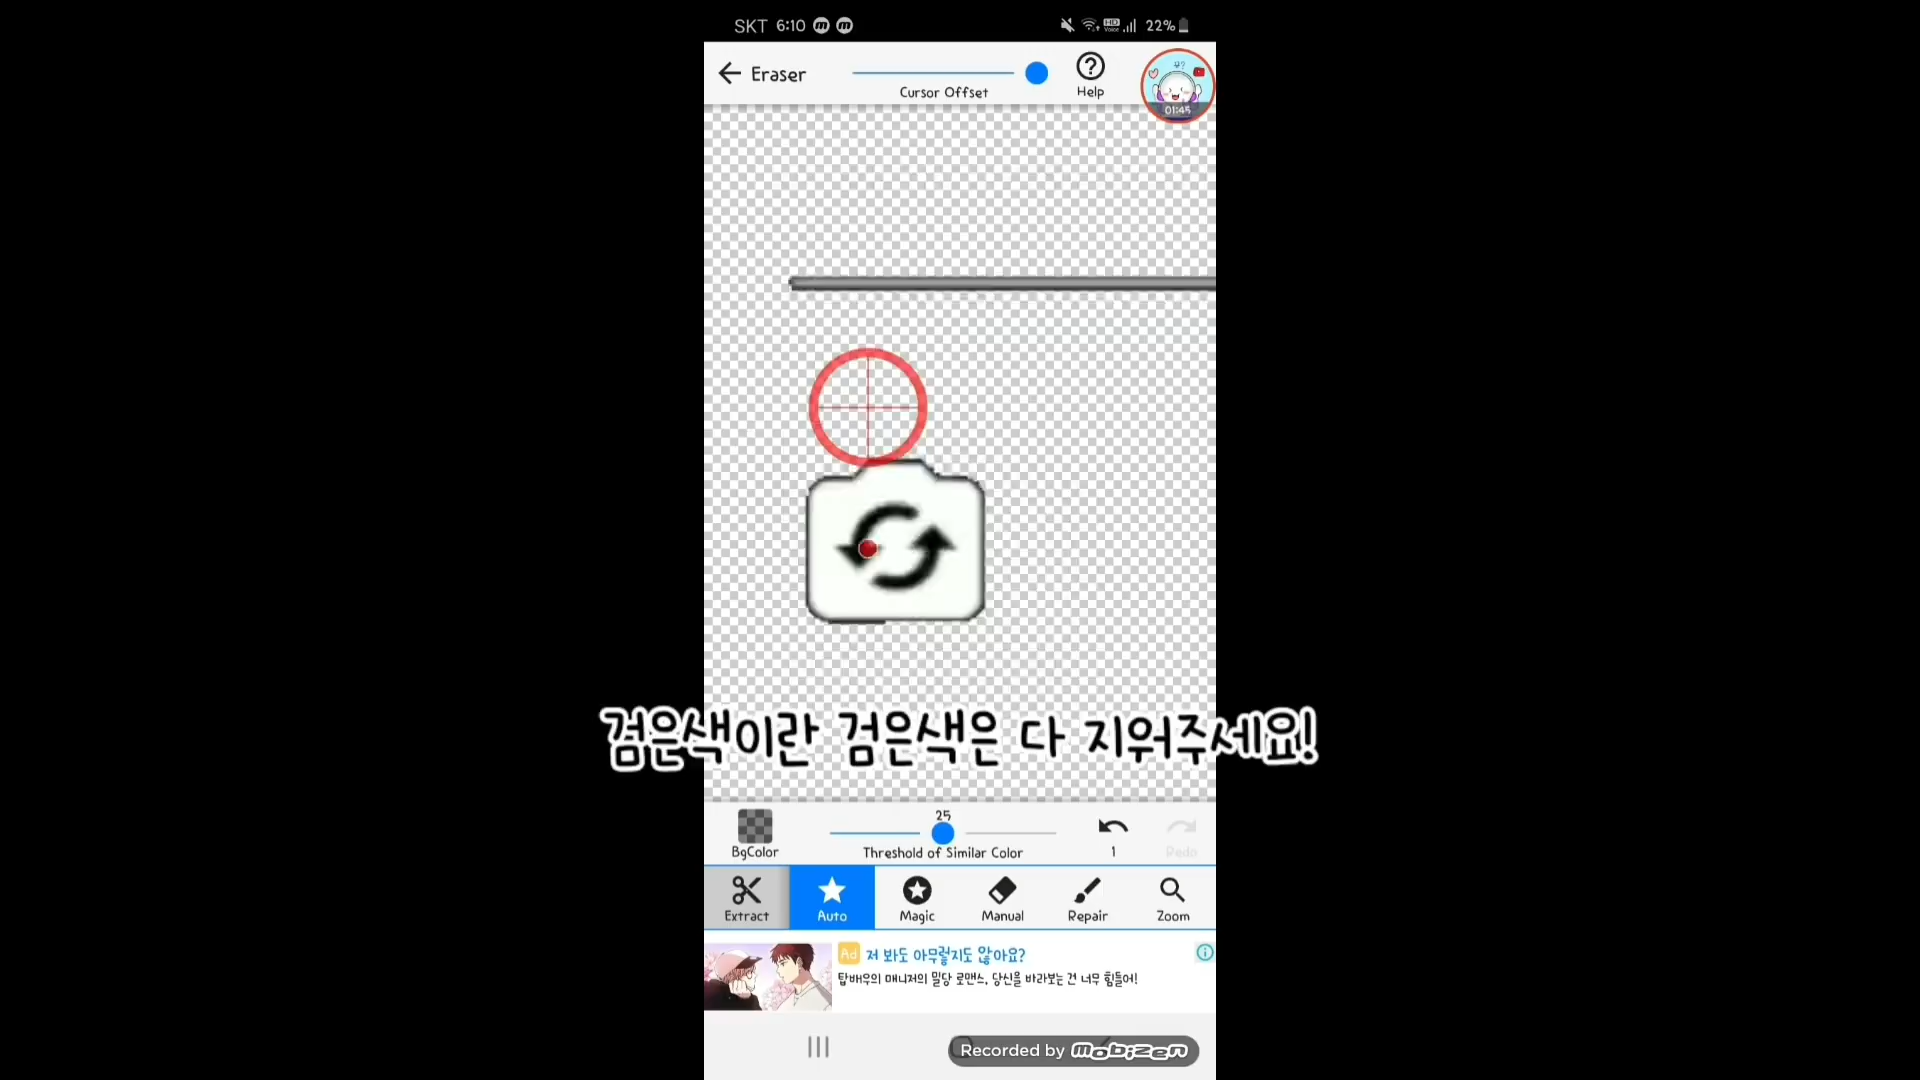 SKT 6:10
HD Voice 22%
Eraser
Cursor Offset
Help
우?
01:45
검은색이란 검은색은 다 지워주세요!
25
BgColor
Threshold of Similar Color
1
Redo
Extract
Auto
Magic
Manual
Repair
Zoom
Ad 저 봐도 아무렇지도 않아요?
탑배우의 매니저의 밀당 로맨스, 당신을 바라보는 건 너무 힘들어!
Recorded by mobizen